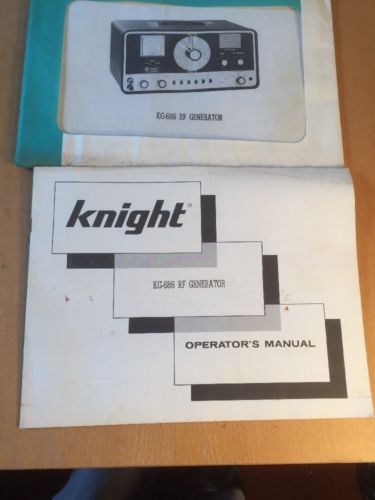 KG-686 RF GENERATOR
knight®
KG-686 RF GENERATOR
OPERATOR'S MANUAL